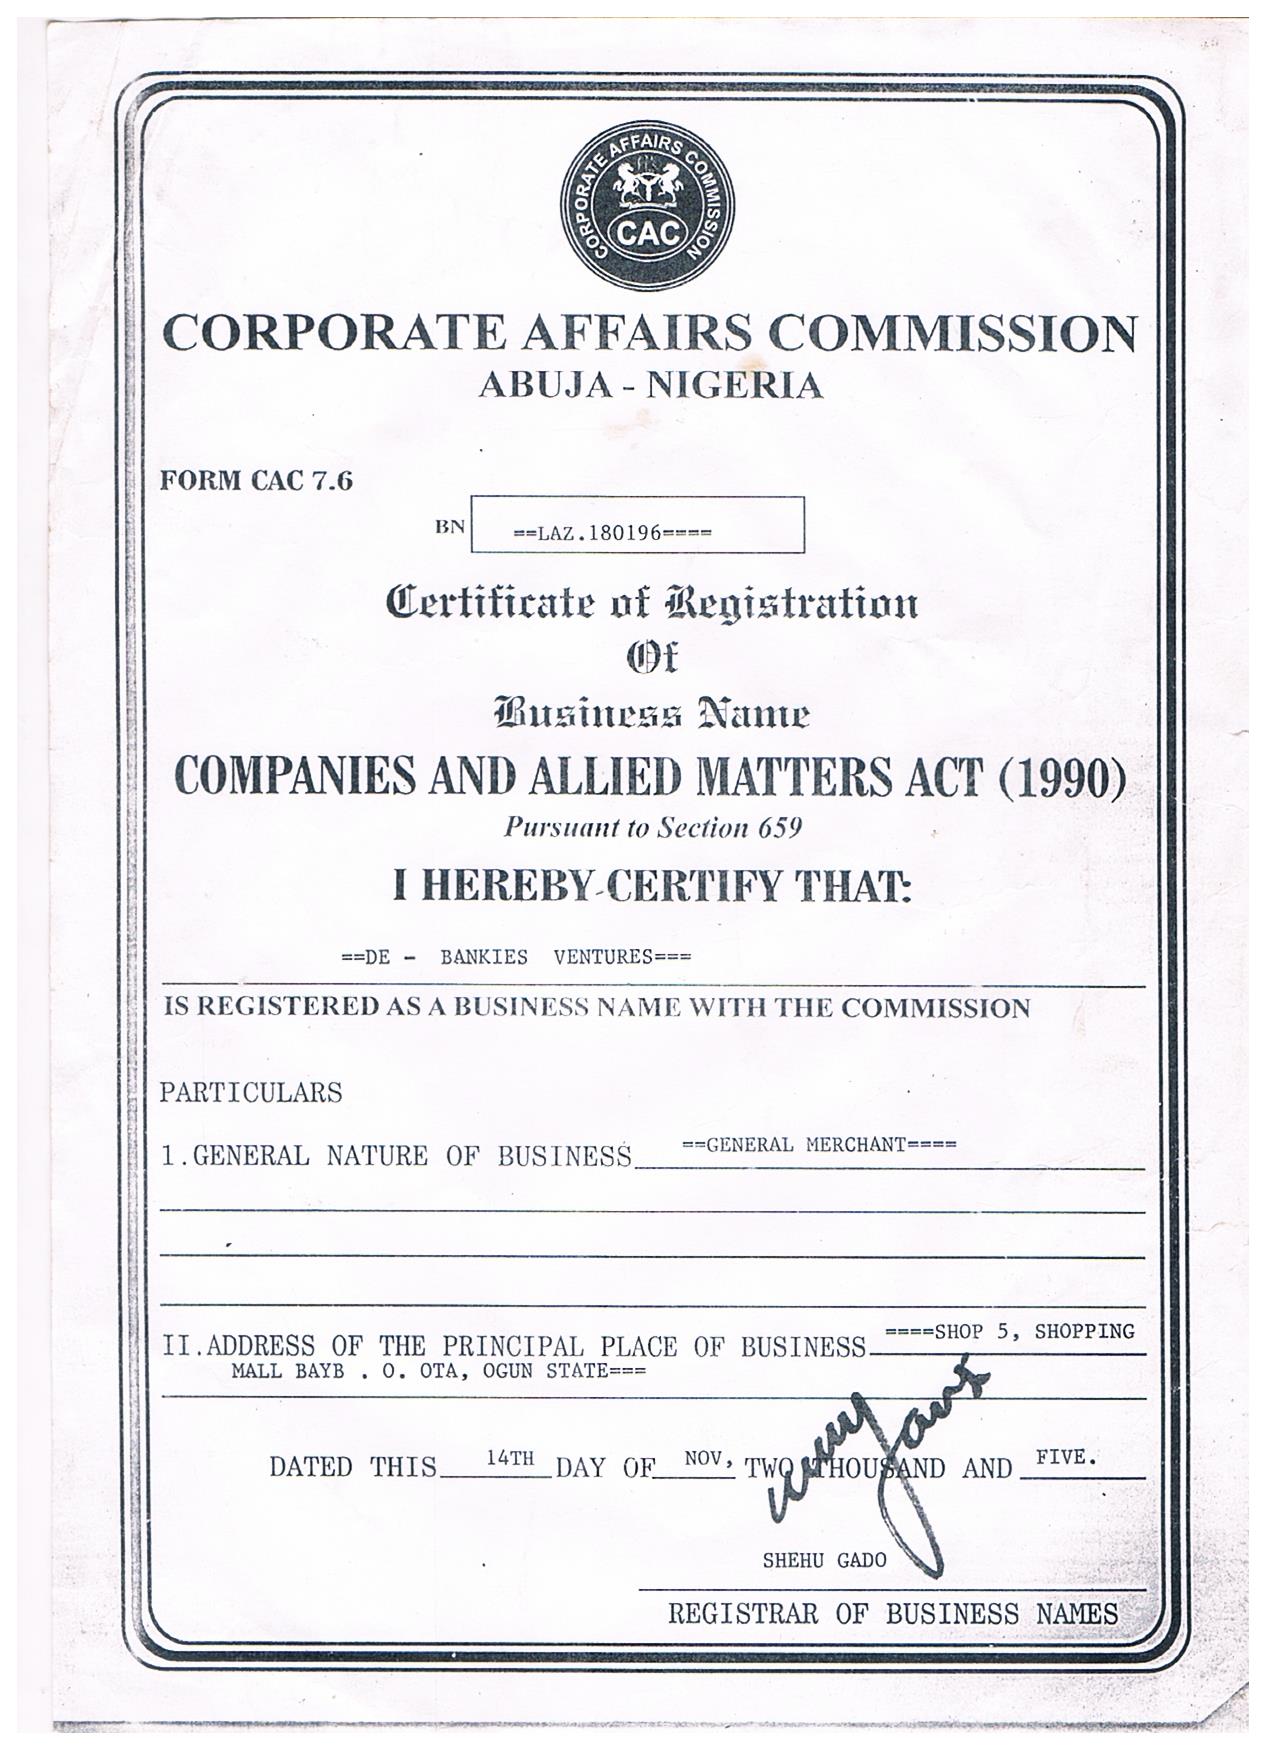 CORPORATE AFFAIRS COMMISSION
CAC
CORPORATE AFFAIRS COMMISSION
ABUJA - NIGERIA
FORM CAC 7.6
BN ==LAZ.180196====
Certificate of Registration
Of
Business Name
COMPANIES AND ALLIED MATTERS ACT (1990)
Pursuant to Section 659
I HEREBY CERTIFY THAT:
==DE - BANKIES VENTURES===
IS REGISTERED AS A BUSINESS NAME WITH THE COMMISSION
PARTICULARS
1.GENERAL NATURE OF BUSINESS ==GENERAL MERCHANT====
II.ADDRESS OF THE PRINCIPAL PLACE OF BUSINESS ====SHOP 5, SHOPPING
MALL BAYB . O. OTA, OGUN STATE===
DATED THIS 14TH DAY OF NOV, TWO THOUSAND AND FIVE.
SHEHU GADO
REGISTRAR OF BUSINESS NAMES